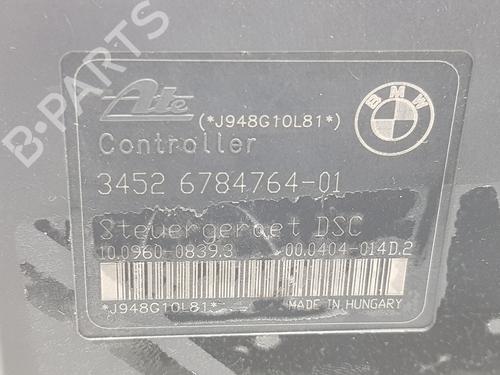 B-PARTS
Ate
(*J948G10L81*)
BMW
Controller
3452 6784764-01
Steuergeraet DSC
10.0960-0839.3 00.0404-014D.2
*J948G10L81*
MADE IN HUNGARY